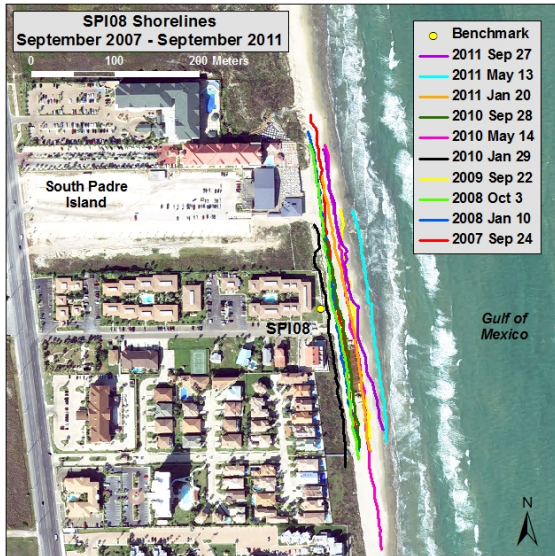 SPI08 Shorelines
September 2007 - September 2011
0 100 200 Meters
Benchmark
2011 Sep 27
2011 May 13
2011 Jan 20
2010 Sep 28
2010 May 14
2010 Jan 29
2009 Sep 22
2008 Oct 3
2008 Jan 10
2007 Sep 24
South Padre
Island
SPI08
Gulf of
Mexico
N